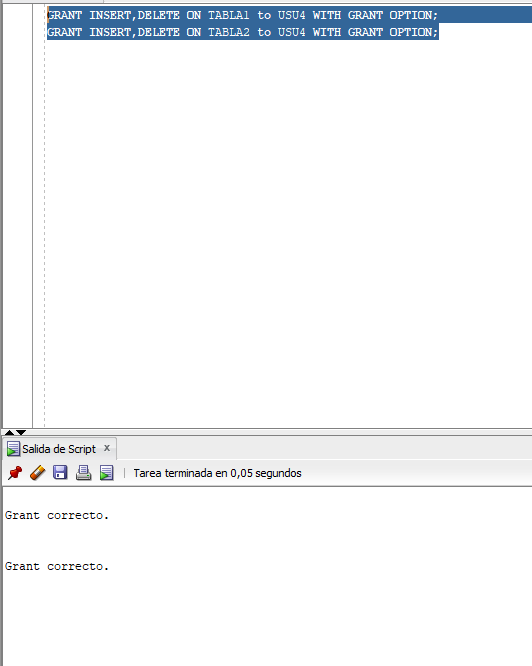 GRANT INSERT,DELETE ON TABLA1 to USU4 WITH GRANT OPTION;
GRANT INSERT,DELETE ON TABLA2 to USU4 WITH GRANT OPTION;
Salida de Script x
Tarea terminada en 0,05 segundos
Grant correcto.
Grant correcto.